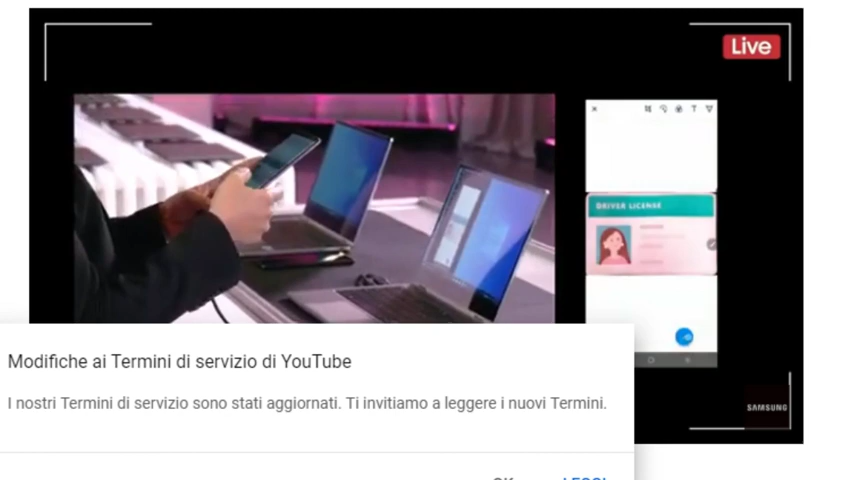 Live
DRIVER LICENSE
Modifiche ai Termini di servizio di YouTube
I nostri Termini di servizio sono stati aggiornati. Ti invitiamo a leggere i nuovi Termini.
SAMSUNG